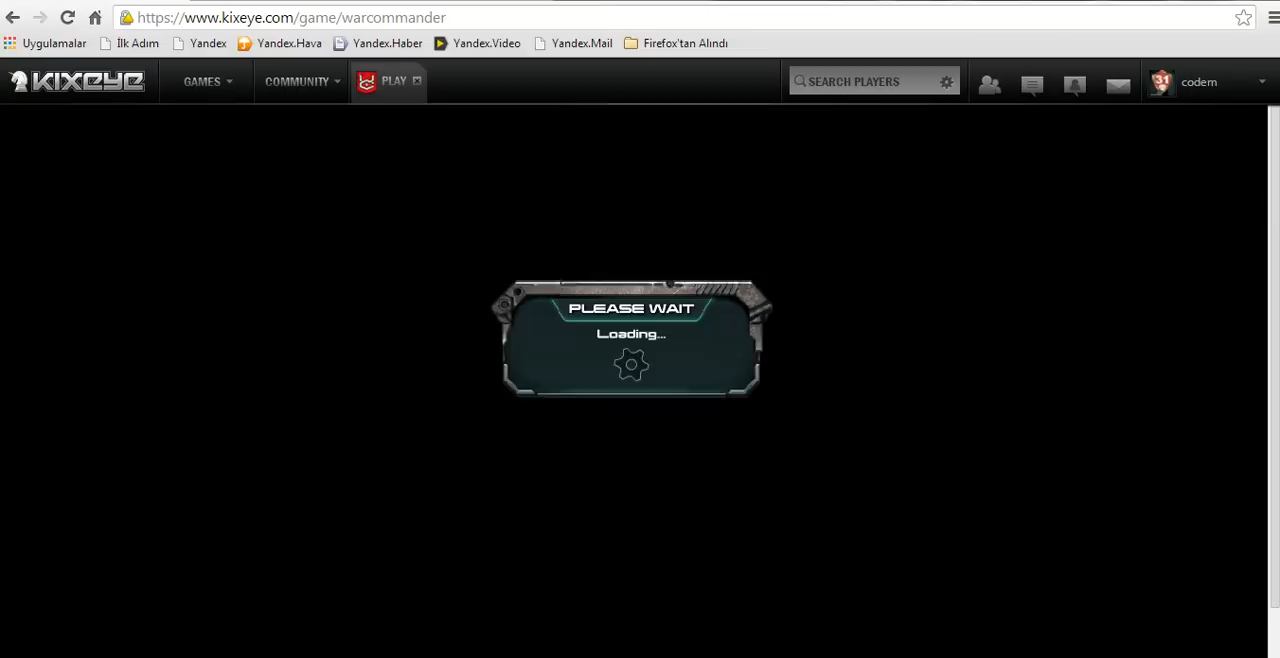 https://www.kixeye.com/game/warcommander
Uygulamalar İlk Adım Yandex Yandex.Hava Yandex.Haber Yandex.Video Yandex.Mail Firefox'tan Alındı
KIXEYE GAMES COMMUNITY PLAY SEARCH PLAYERS 31 codem
PLEASE WAIT
Loading...